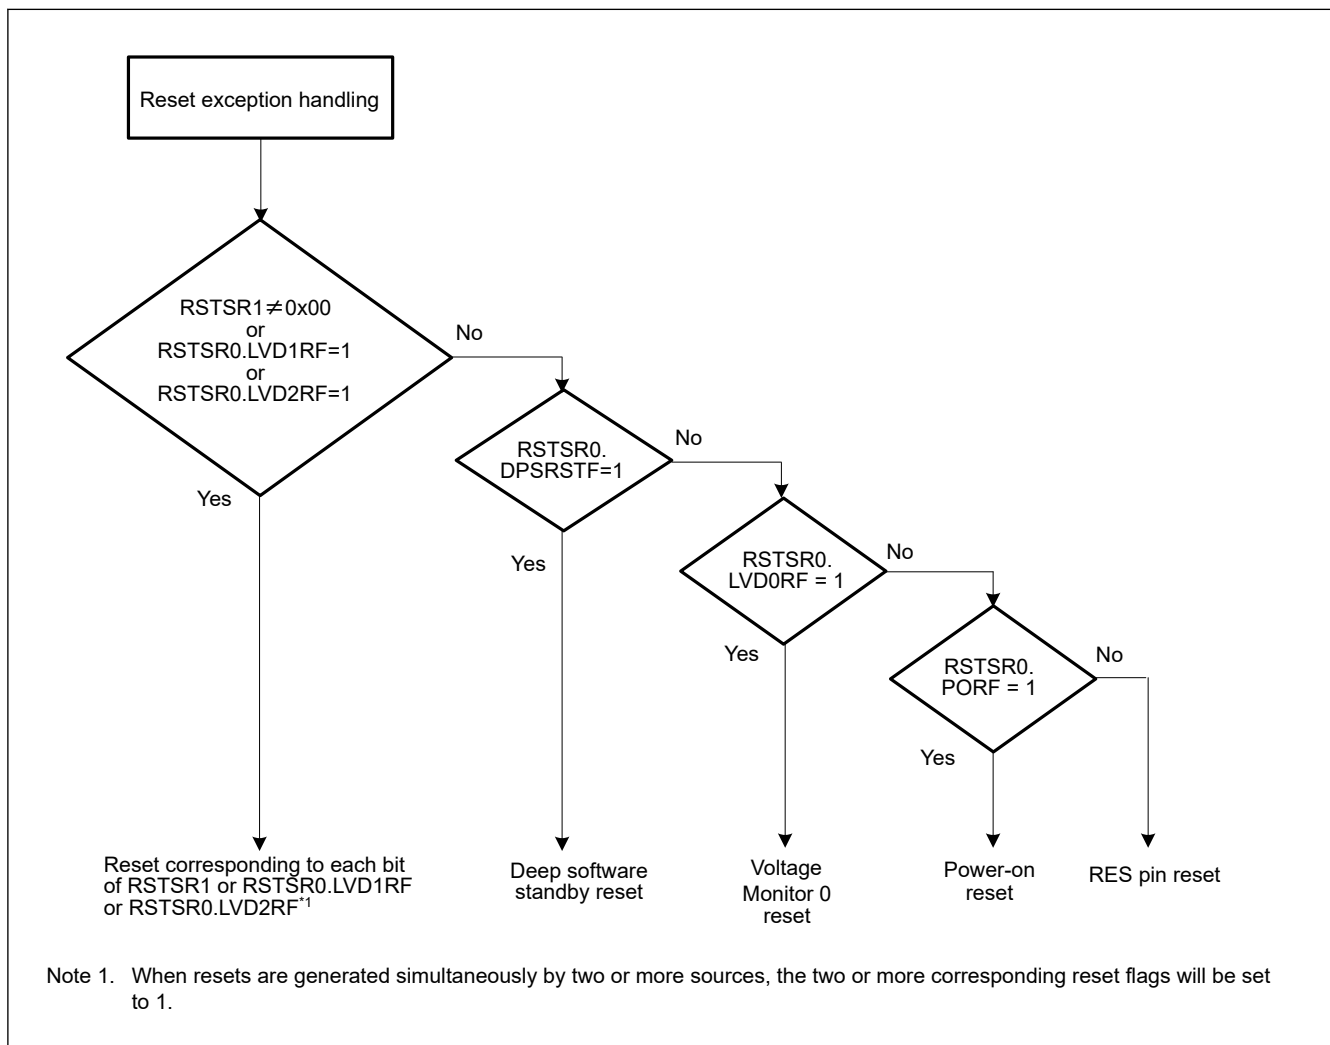 Reset exception handling
RSTSR1≠0x00
or
RSTSR0.LVD1RF=1
or
RSTSR0.LVD2RF=1
No
Yes
RSTSR0.
DPSRSTF=1
No
Yes
RSTSR0.
LVD0RF = 1
No
Yes
RSTSR0.
PORF = 1
No
Yes
Reset corresponding to each bit
of RSTSR1 or RSTSR0.LVD1RF
or RSTSR0.LVD2RF*1
Deep software
standby reset
Voltage
Monitor 0
reset
Power-on
reset
RES pin reset
Note 1. When resets are generated simultaneously by two or more sources, the two or more corresponding reset flags will be set
to 1.